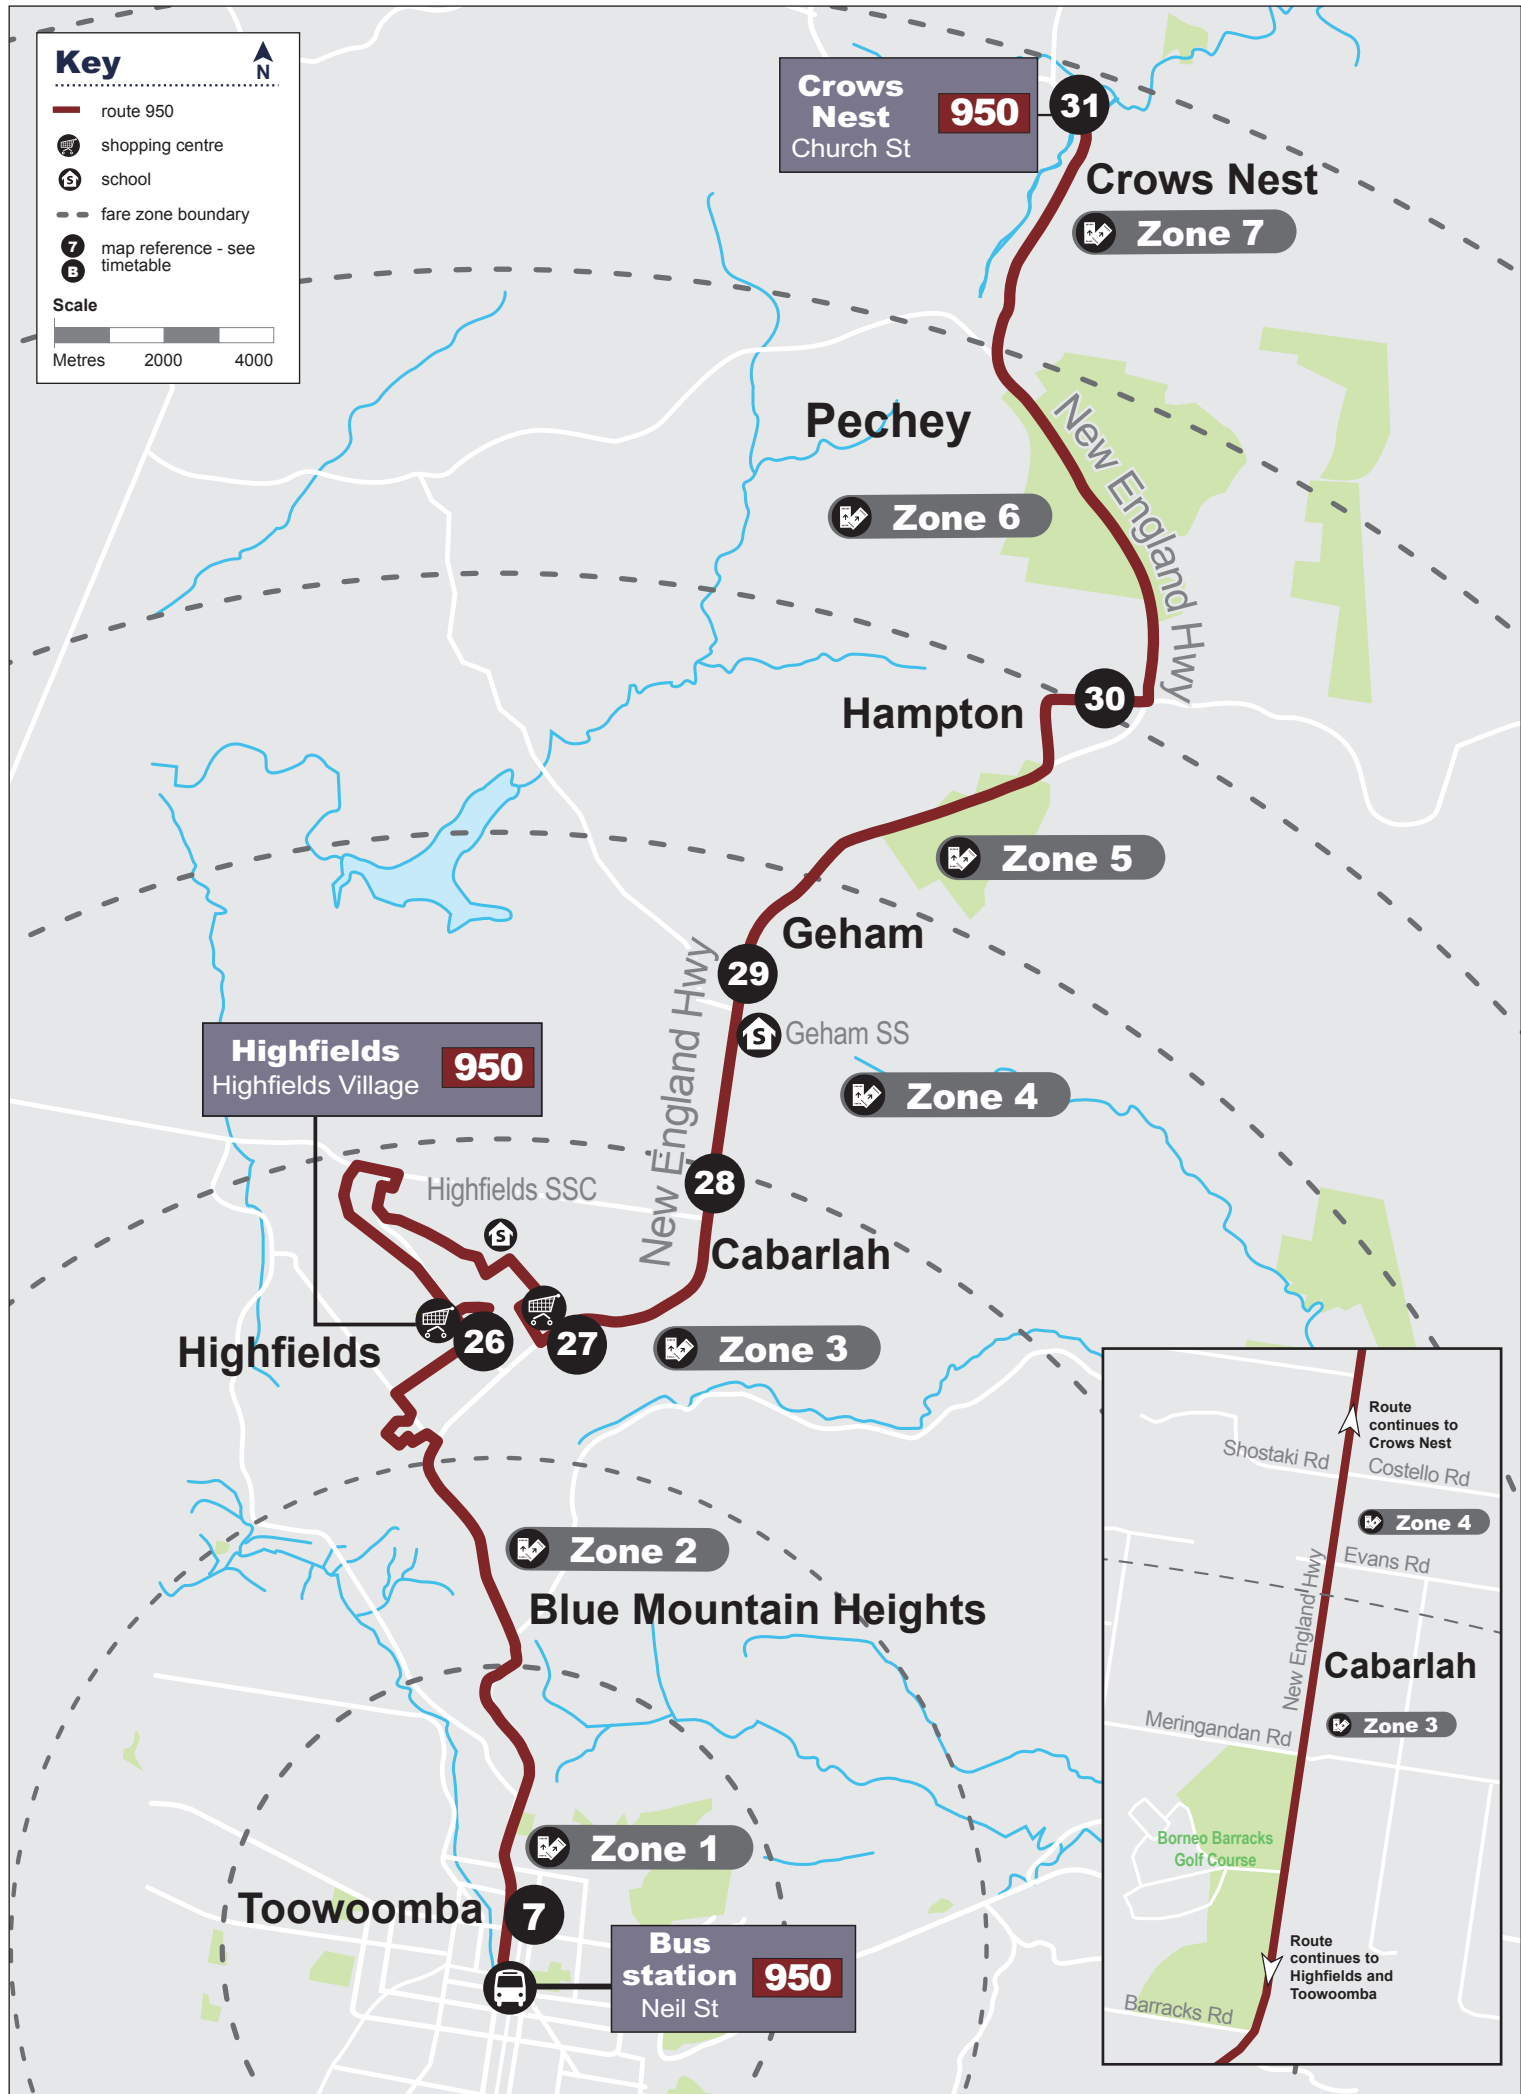 Key
N
route 950
shopping centre
school
fare zone boundary
7
B
map reference - see
timetable
Scale
Metres 2000 4000
Crows
Nest
Church St
950
31
Crows Nest
Zone 7
Pechey
New England Hwy
Zone 6
Hampton
30
Zone 5
Geham
29
New England Hwy
S
Geham SS
Zone 4
Highfields
Highfields Village
950
28
Highfields SSC
S
Cabarlah
26
27
Highfields
Zone 3
Zone 2
Blue Mountain Heights
Zone 1
Toowoomba
7
Bus
station
Neil St
950
Route
continues to
Crows Nest
Shostaki Rd
Costello Rd
Zone 4
Evans Rd
New England Hwy
Cabarlah
Zone 3
Meringandan Rd
Borneo Barracks
Golf Course
Route
continues to
Highfields and
Toowoomba
Barracks Rd